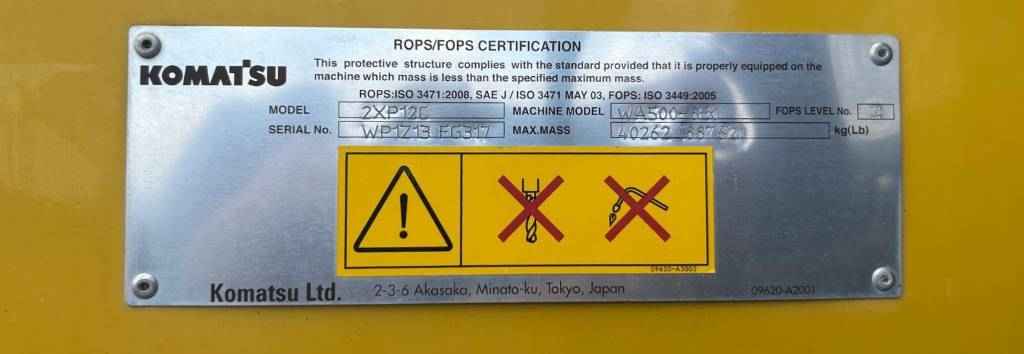 ROPS/FOPS CERTIFICATION
KOMATSU
This protective structure complies with the standard provided that it is properly equipped on the
machine which mass is less than the specified maximum mass.
ROPS:ISO 3471:2008, SAE J / ISO 3471 MAY 03, FOPS: ISO 3449:2005
MODEL MACHINE MODEL WA500 FOPS LEVEL No.
SERIAL No. MAX.MASS 40262 kg(Lb)
09620-A3002
Komatsu Ltd. 2-3-6 Akasaka, Minato-ku, Tokyo, Japan 09620-A2001